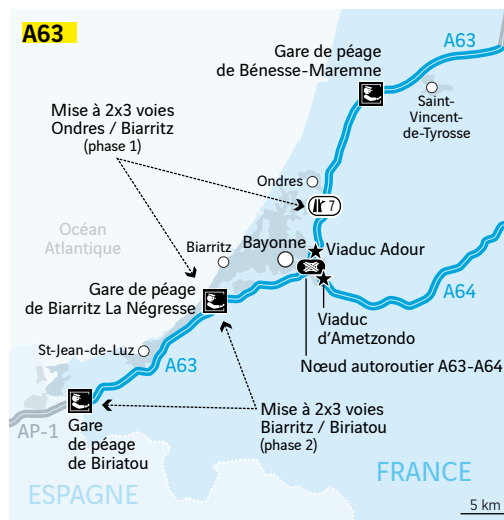 A63
Gare de péage
de Bénesse-Maremne
A63
Saint-
Vincent-
de-Tyrosse
Mise à 2x3 voies
Ondres / Biarritz
(phase 1)
Ondres
7
Océan
Atlantique
Biarritz
Bayonne
Viaduc Adour
Gare de péage
de Biarritz La Négresse
A64
Viaduc
d'Ametzondo
St-Jean-de-Luz
A63
Nœud autoroutier A63-A64
AP-1
Gare
de péage
de Biriatou
Mise à 2x3 voies
Biarritz / Biriatou
(phase 2)
FRANCE
ESPAGNE
5 km